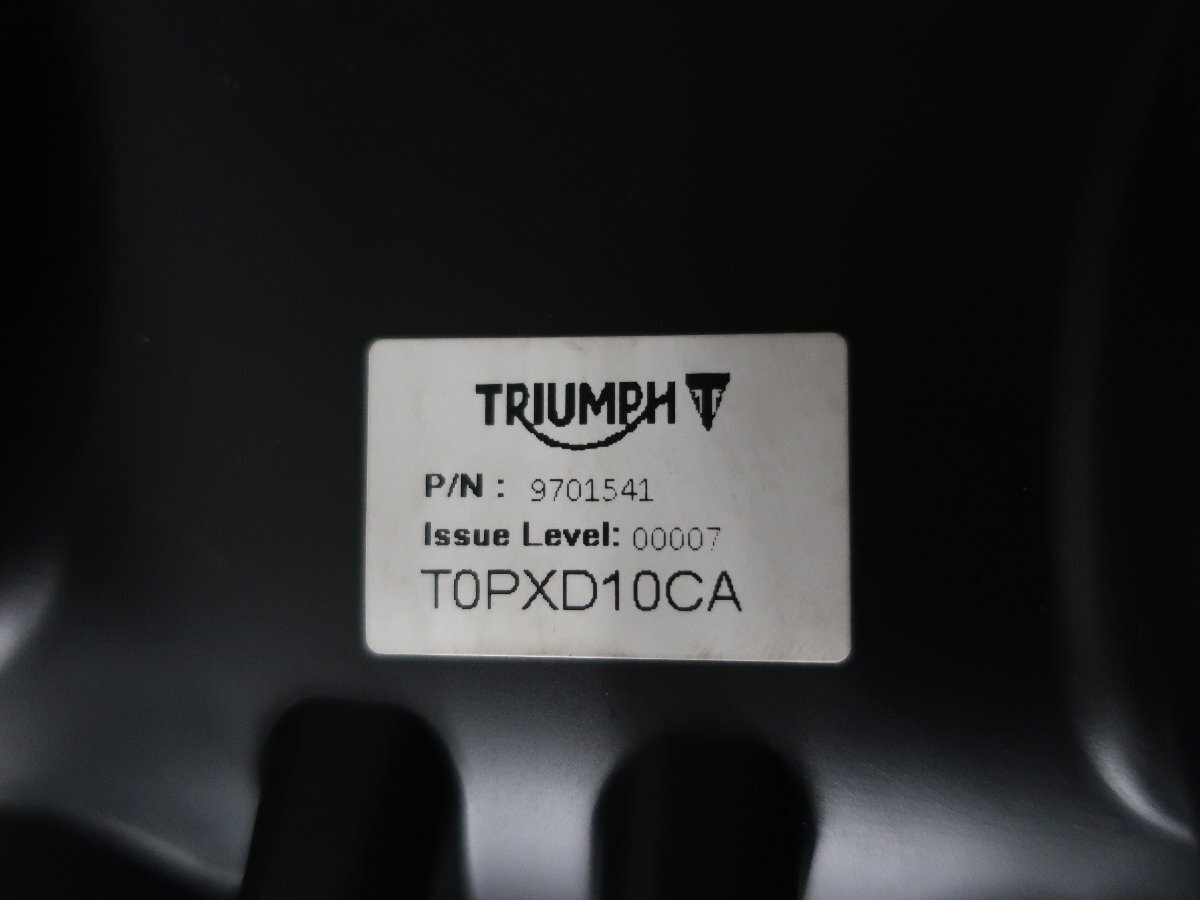 TRIUMPH T
P/N : 9701541
Issue Level: 00007
T0PXD10CA